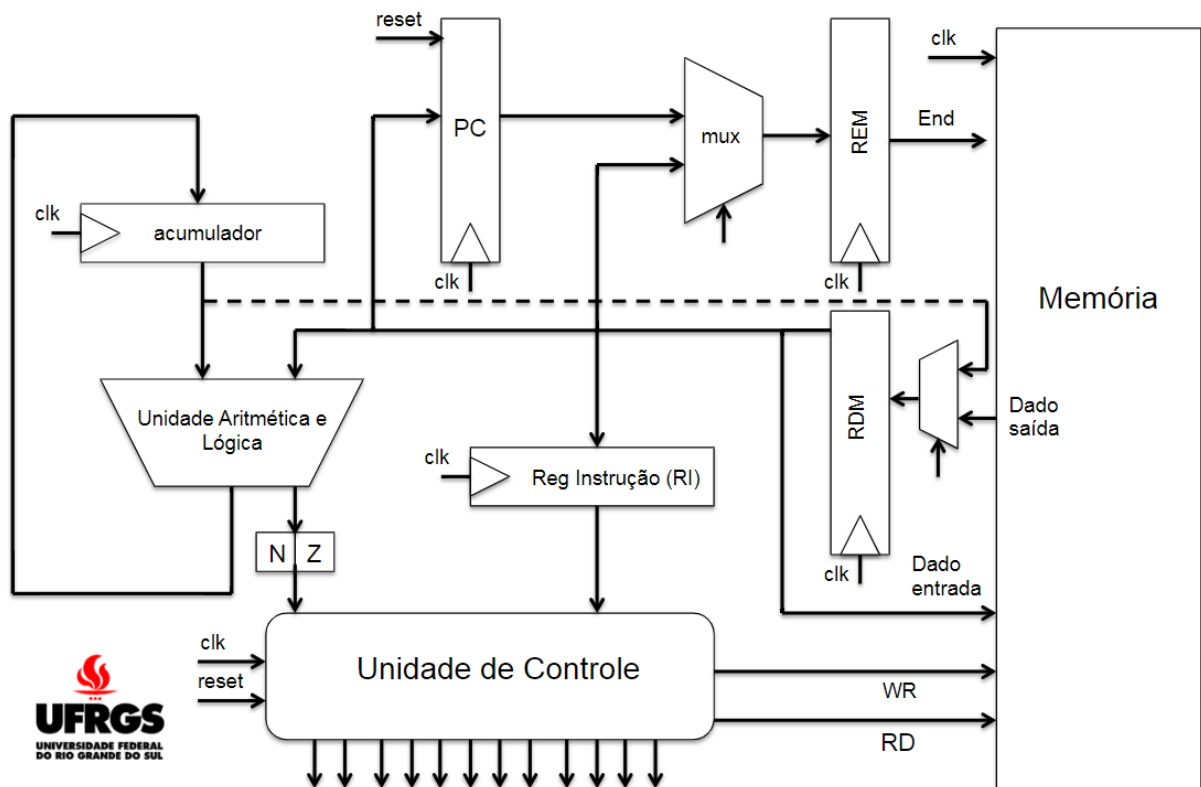 reset
clk
PC
mux
REM
End
clk
acumulador
clk
clk
Memória
Unidade Aritmética e
Lógica
RDM
Dado
saída
clk
Reg Instrução (RI)
N Z
clk
Dado
entrada
clk
reset
Unidade de Controle
WR
RD
UFRGS
UNIVERSIDADE FEDERAL
DO RIO GRANDE DO SUL